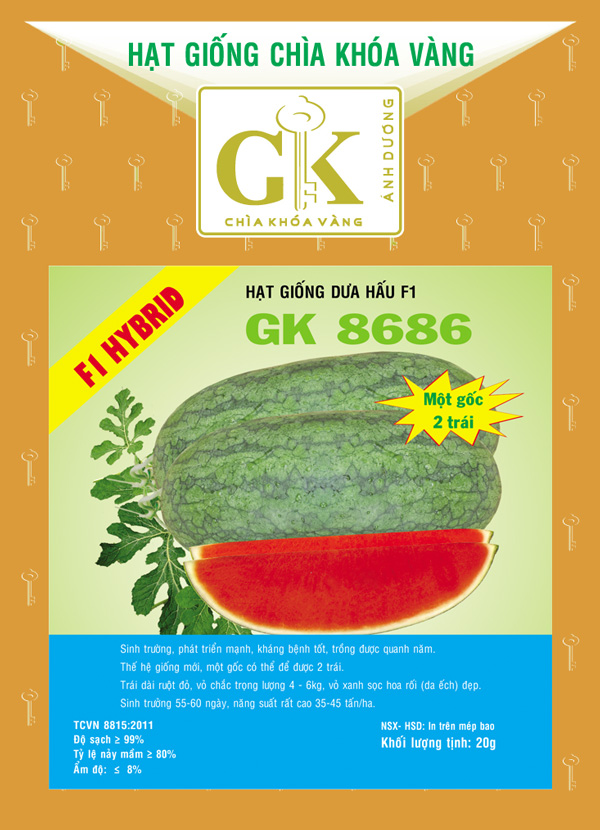 HẠT GIỐNG CHÌA KHÓA VÀNG
GK
ÁNH DƯƠNG
CHÌA KHÓA VÀNG
F1 HYBRID
HẠT GIỐNG DƯA HẤU F1
GK 8686
Một gốc
2 trái
Sinh trưởng, phát triển mạnh, kháng bệnh tốt, trồng được quanh năm.
Thế hệ giống mới, một gốc có thể để được 2 trái.
Trái dài ruột đỏ, vỏ chắc trọng lượng 4 - 6kg, vỏ xanh sọc hoa rối (da ếch) đẹp.
Sinh trưởng 55-60 ngày, năng suất rất cao 35-45 tấn/ha.
TCVN 8815:2011
Độ sạch ≥ 99%
Tỷ lệ nảy mầm ≥ 80%
Ẩm độ: ≤ 8%
NSX- HSD: In trên mép bao
Khối lượng tịnh: 20g